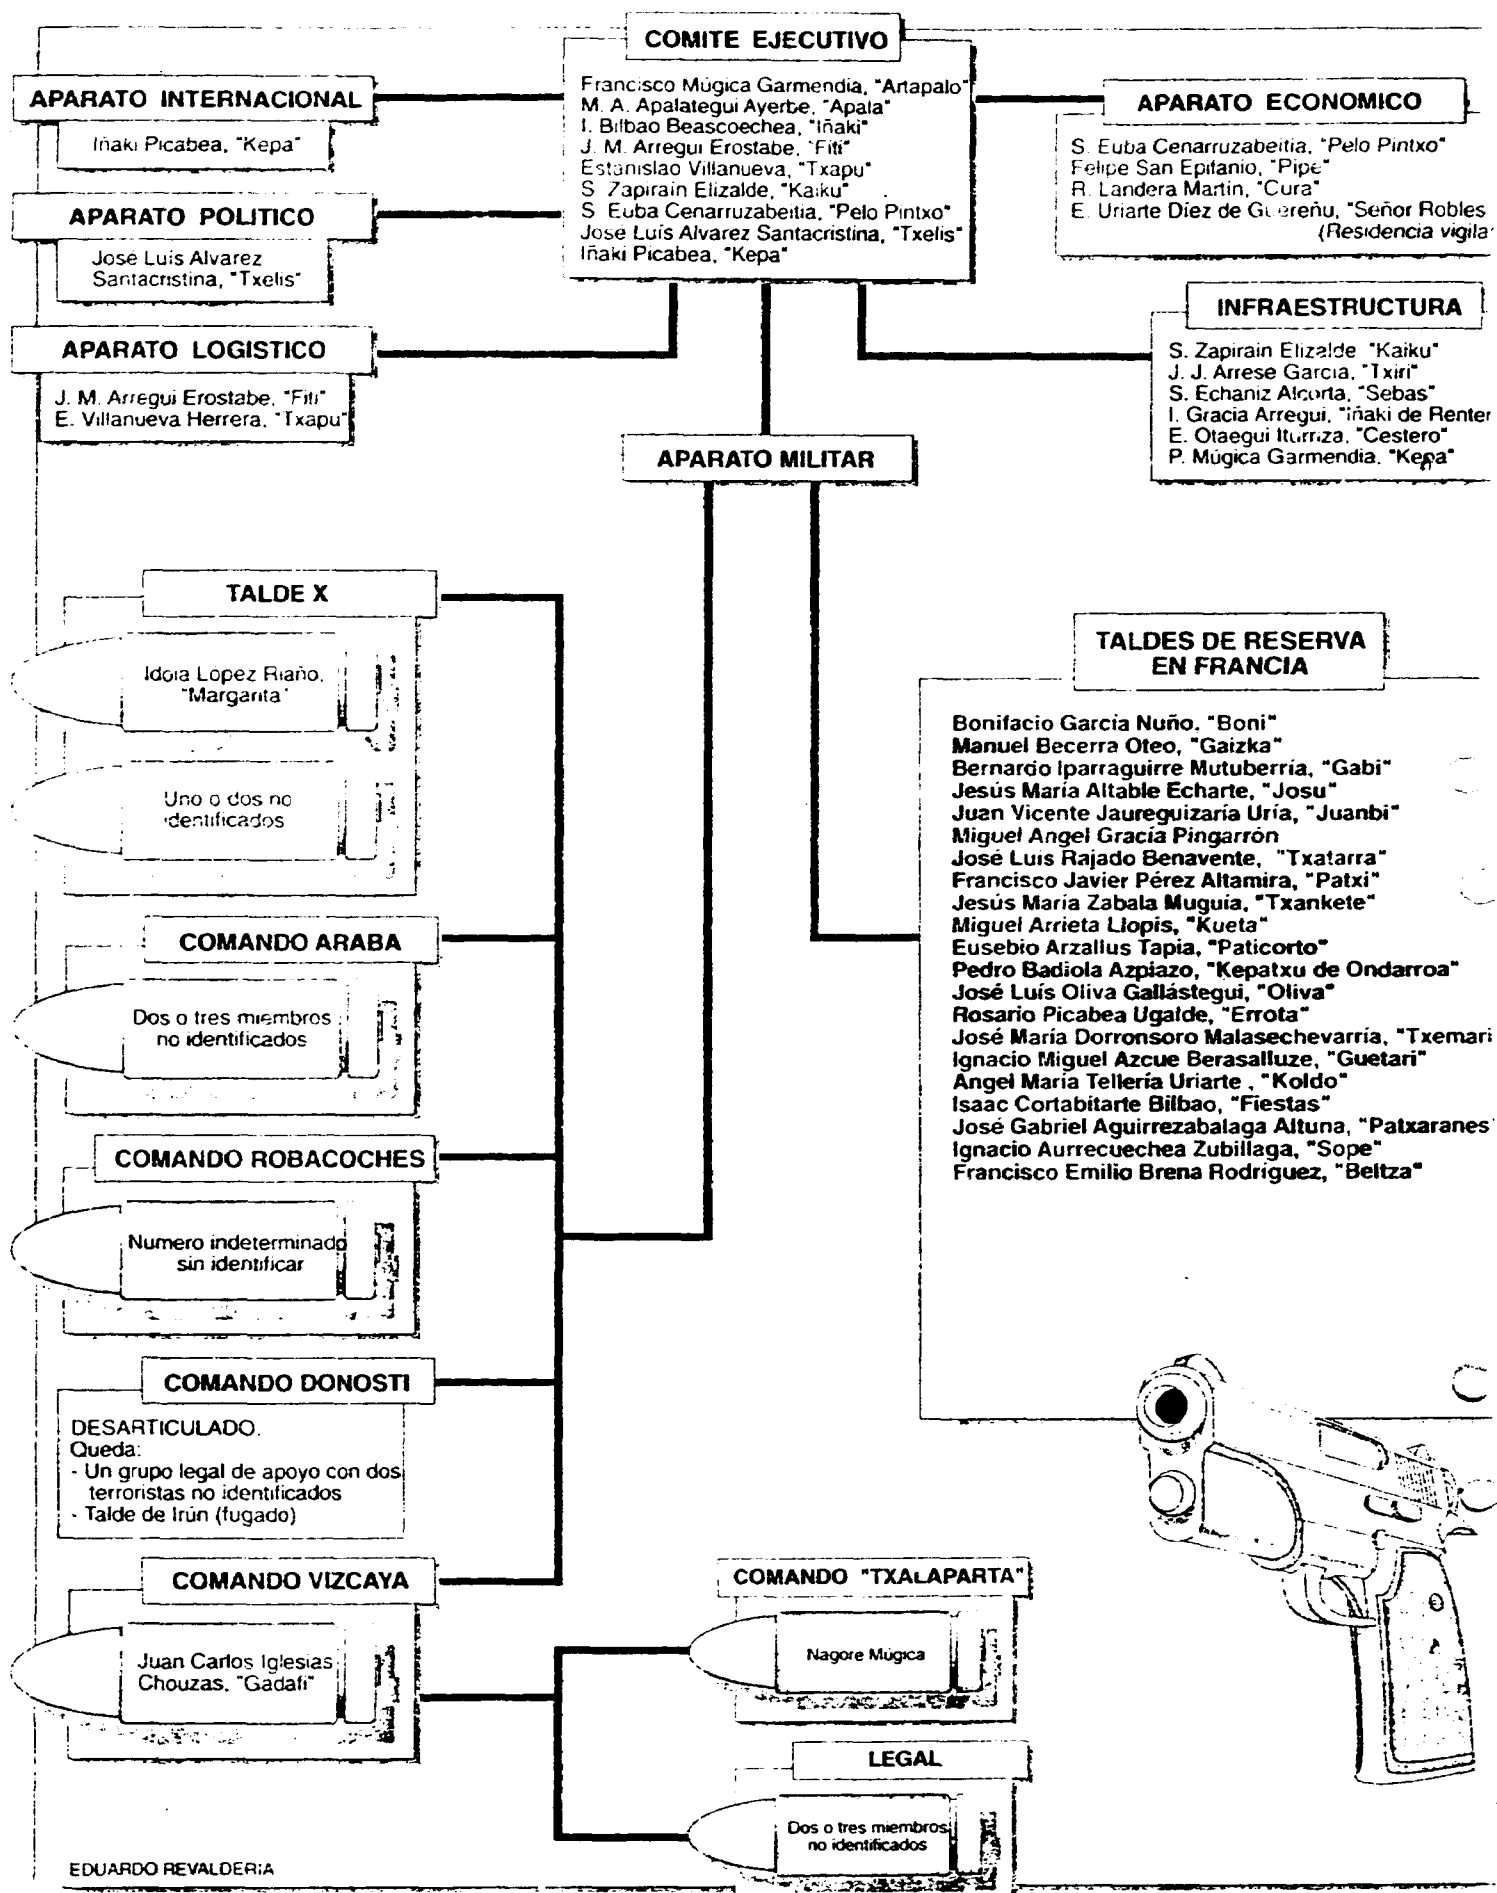 COMITE EJECUTIVO
Francisco Múgica Garmendia, "Artapalo"
M. A. Apalategui Ayerbe, "Apala"
I. Bilbao Beascoechea, "Iñaki"
J. M. Arregui Erostabe, "Fiti"
Estanislao Villanueva, "Txapu"
S. Zapirain Elizalde, "Kaiku"
S. Euba Cenarruzabeitia, "Pelo Pintxo"
José Luís Alvarez Santacristina, "Txelis"
Iñaki Picabea, "Kepa"
APARATO INTERNACIONAL
Iñaki Picabea, "Kepa"
APARATO POLITICO
José Luis Alvarez
Santacristina, "Txelis"
APARATO LOGISTICO
J. M. Arregui Erostabe, "Fiti"
E. Villanueva Herrera, "Txapu"
APARATO ECONOMICO
S. Euba Cenarruzabeitia, "Pelo Pintxo"
Felipe San Epifanio, "Pipe"
R. Landera Martín, "Cura"
E. Uriarte Díez de Guereñu, "Señor Robles
(Residencia
INFRAESTRUCTURA
S. Zapirain Elizalde "Kaiku"
J. J. Arrese García, "Txiri"
S. Echaniz Alcorta, "Sebas"
I. Gracia Arregui, "iñaki de
E. Otaegui Iturriza, "Cestero"
P. Múgica Garmendia, "Kepa"
APARATO MILITAR
TALDE X
Idoia López Riaño,
"Margarita"
Uno o dos no
identificados
COMANDO ARABA
Dos o tres miembros
no identificados
COMANDO ROBACOCHES
Numero indeterminado
sin identificar
COMANDO DONOSTI
DESARTICULADO.
Queda:
- Un grupo legal de apoyo con dos
terroristas no identificados
- Talde de Irún (fugado)
COMANDO VIZCAYA
Juan Carlos Iglesias
Chouzas, "Gadafi"
COMANDO "TXALAPARTA"
Nagore Múgica
LEGAL
Dos o tres miembros
no identificados
TALDES DE RESERVA
EN FRANCIA
Bonifacio García Nuño, "Boni"
Manuel Becerra Oteo, "Gaizka"
Bernardo Iparraguirre Mutuberría, "Gabi"
Jesús María Altable Echarte, "Josu"
Juan Vicente Jaureguizaría Uría, "Juanbi"
Miguel Angel Gracía Pingarrón
José Luis Rajado Benavente, "Txatarra"
Francisco Javier Pérez Altamira, "Patxi"
Jesús María Zabala Muguía, "Txankete"
Miguel Arrieta Llopis, "Kueta"
Eusebio Arzallus Tapia, "Paticorto"
Pedro Badiola Azpiazo, "Kepatxu de Ondarroa"
José Luís Oliva Gallástegui, "Oliva"
Rosario Picabea Ugalde, "Errota"
José María Dorronsoro Malasechevarría, "Txemari
Ignacio Miguel Azcue Berasalluze, "Guetari"
Angel María Tellería Uriarte , "Koldo"
Isaac Cortabitarte Bilbao, "Fiestas"
José Gabriel Aguirrezabalaga Altuna, "Patxaranes"
Ignacio Aurrecuechea Zubillaga, "Sope"
Francisco Emilio Brena Rodríguez, "Beltza"
EDUARDO REVALDERIA